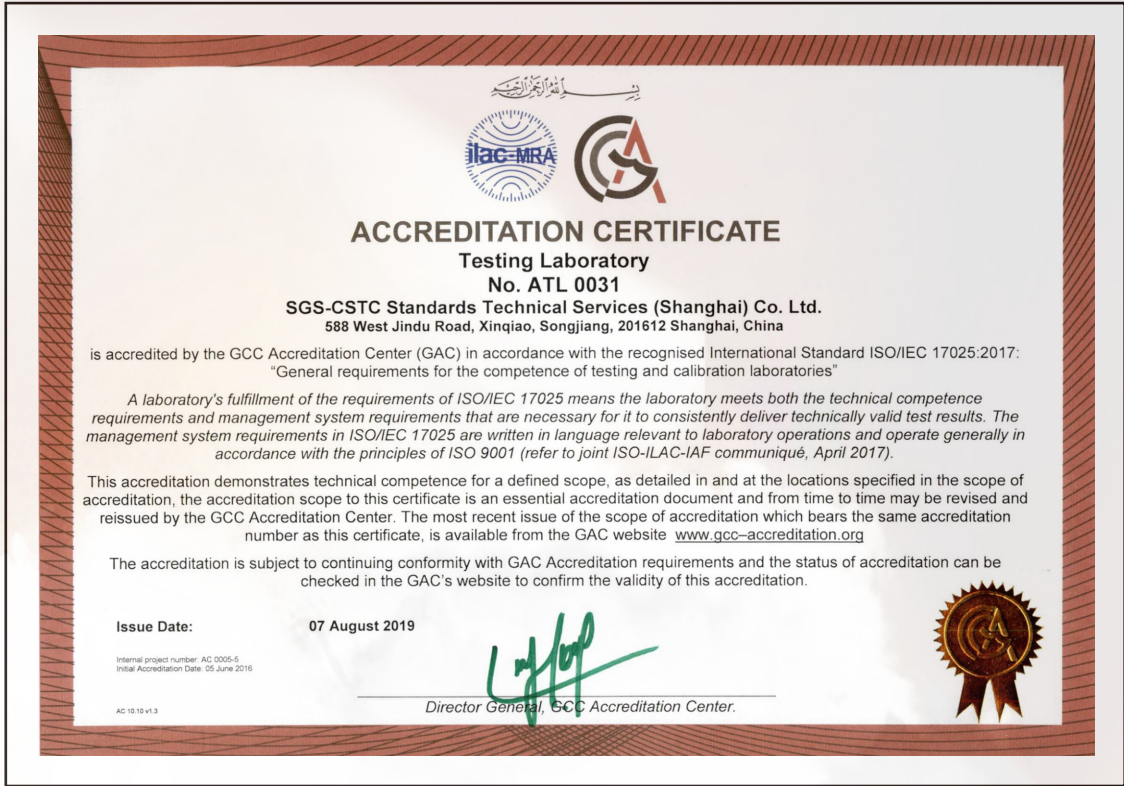 بسم الله الرحمن الرحيم
ilac-MRA
ACCREDITATION CERTIFICATE
Testing Laboratory
No. ATL 0031
SGS-CSTC Standards Technical Services (Shanghai) Co. Ltd.
588 West Jindu Road, Xinqiao, Songjiang, 201612 Shanghai, China
is accredited by the GCC Accreditation Center (GAC) in accordance with the recognised International Standard ISO/IEC 17025:2017:
“General requirements for the competence of testing and calibration laboratories”
A laboratory's fulfillment of the requirements of ISO/IEC 17025 means the laboratory meets both the technical competence
requirements and management system requirements that are necessary for it to consistently deliver technically valid test results. The
management system requirements in ISO/IEC 17025 are written in language relevant to laboratory operations and operate generally in
accordance with the principles of ISO 9001 (refer to joint ISO-ILAC-IAF communiqué, April 2017).
This accreditation demonstrates technical competence for a defined scope, as detailed in and at the locations specified in the scope of
accreditation, the accreditation scope to this certificate is an essential accreditation document and from time to time may be revised and
reissued by the GCC Accreditation Center. The most recent issue of the scope of accreditation which bears the same accreditation
number as this certificate, is available from the GAC website www.gcc–accreditation.org
The accreditation is subject to continuing conformity with GAC Accreditation requirements and the status of accreditation can be
checked in the GAC’s website to confirm the validity of this accreditation.
Issue Date: 07 August 2019
Internal project number: AC 0005-5
Initial Accreditation Date: 05 June 2016
Director General, GCC Accreditation Center.
AC 10.10 v1.3